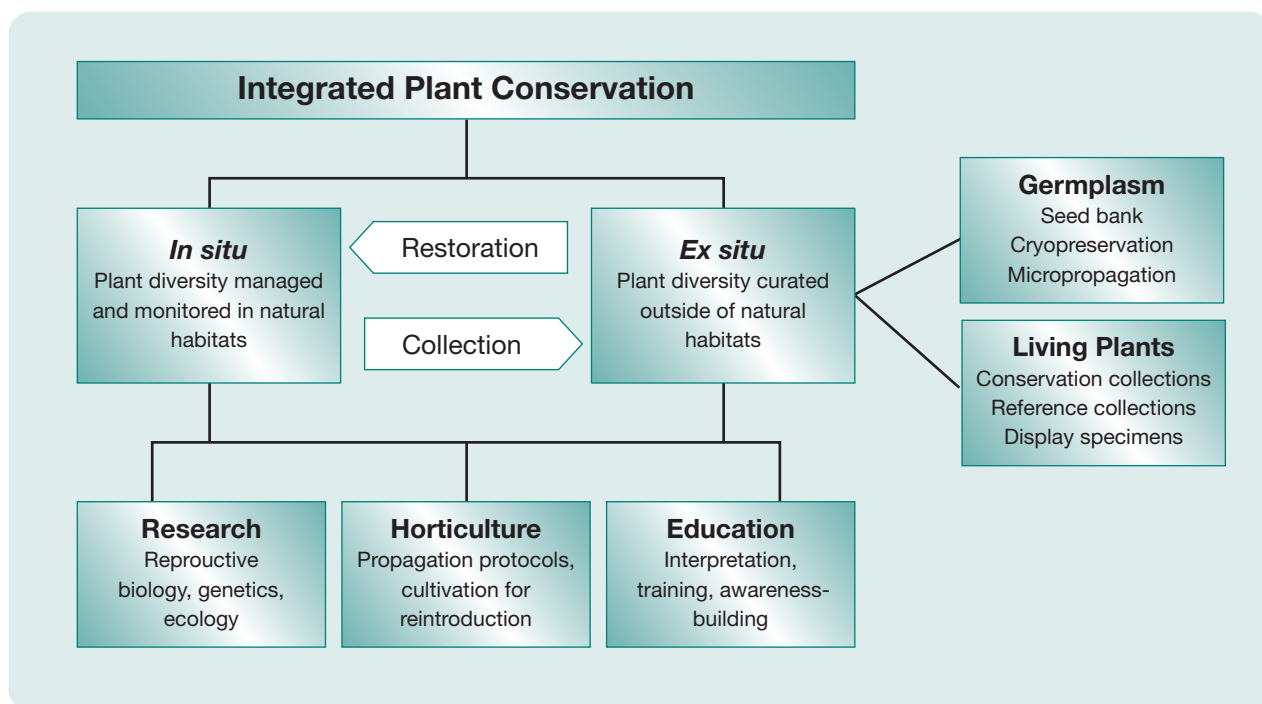 Integrated Plant Conservation
In situ
Plant diversity managed
and monitored in natural
habitats
Restoration
Collection
Ex situ
Plant diversity curated
outside of natural
habitats
Germplasm
Seed bank
Cryopreservation
Micropropagation
Living Plants
Conservation collections
Reference collections
Display specimens
Research
Reprouctive
biology, genetics,
ecology
Horticulture
Propagation protocols,
cultivation for
reintroduction
Education
Interpretation,
training, awareness-
building